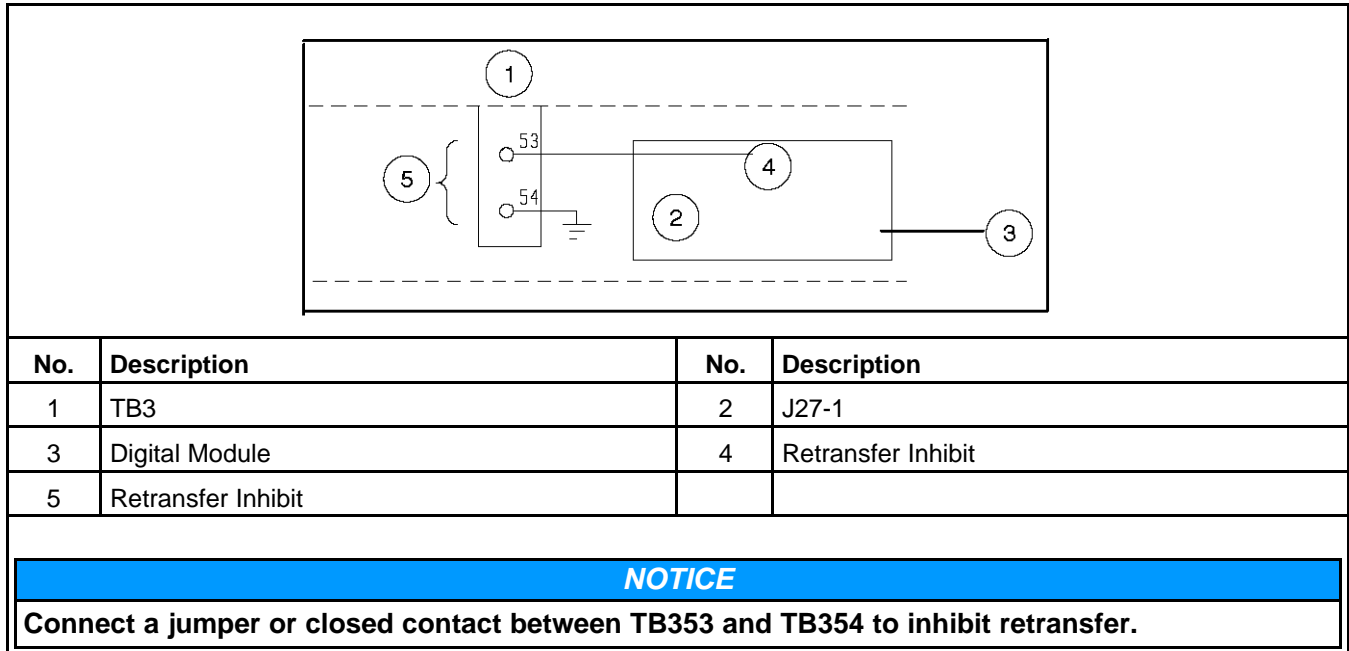 1
53
5
4
54
2
3
No. Description No. Description
1 TB3 2 J27-1
3 Digital Module 4 Retransfer Inhibit
5 Retransfer Inhibit
NOTICE
Connect a jumper or closed contact between TB353 and TB354 to inhibit retransfer.